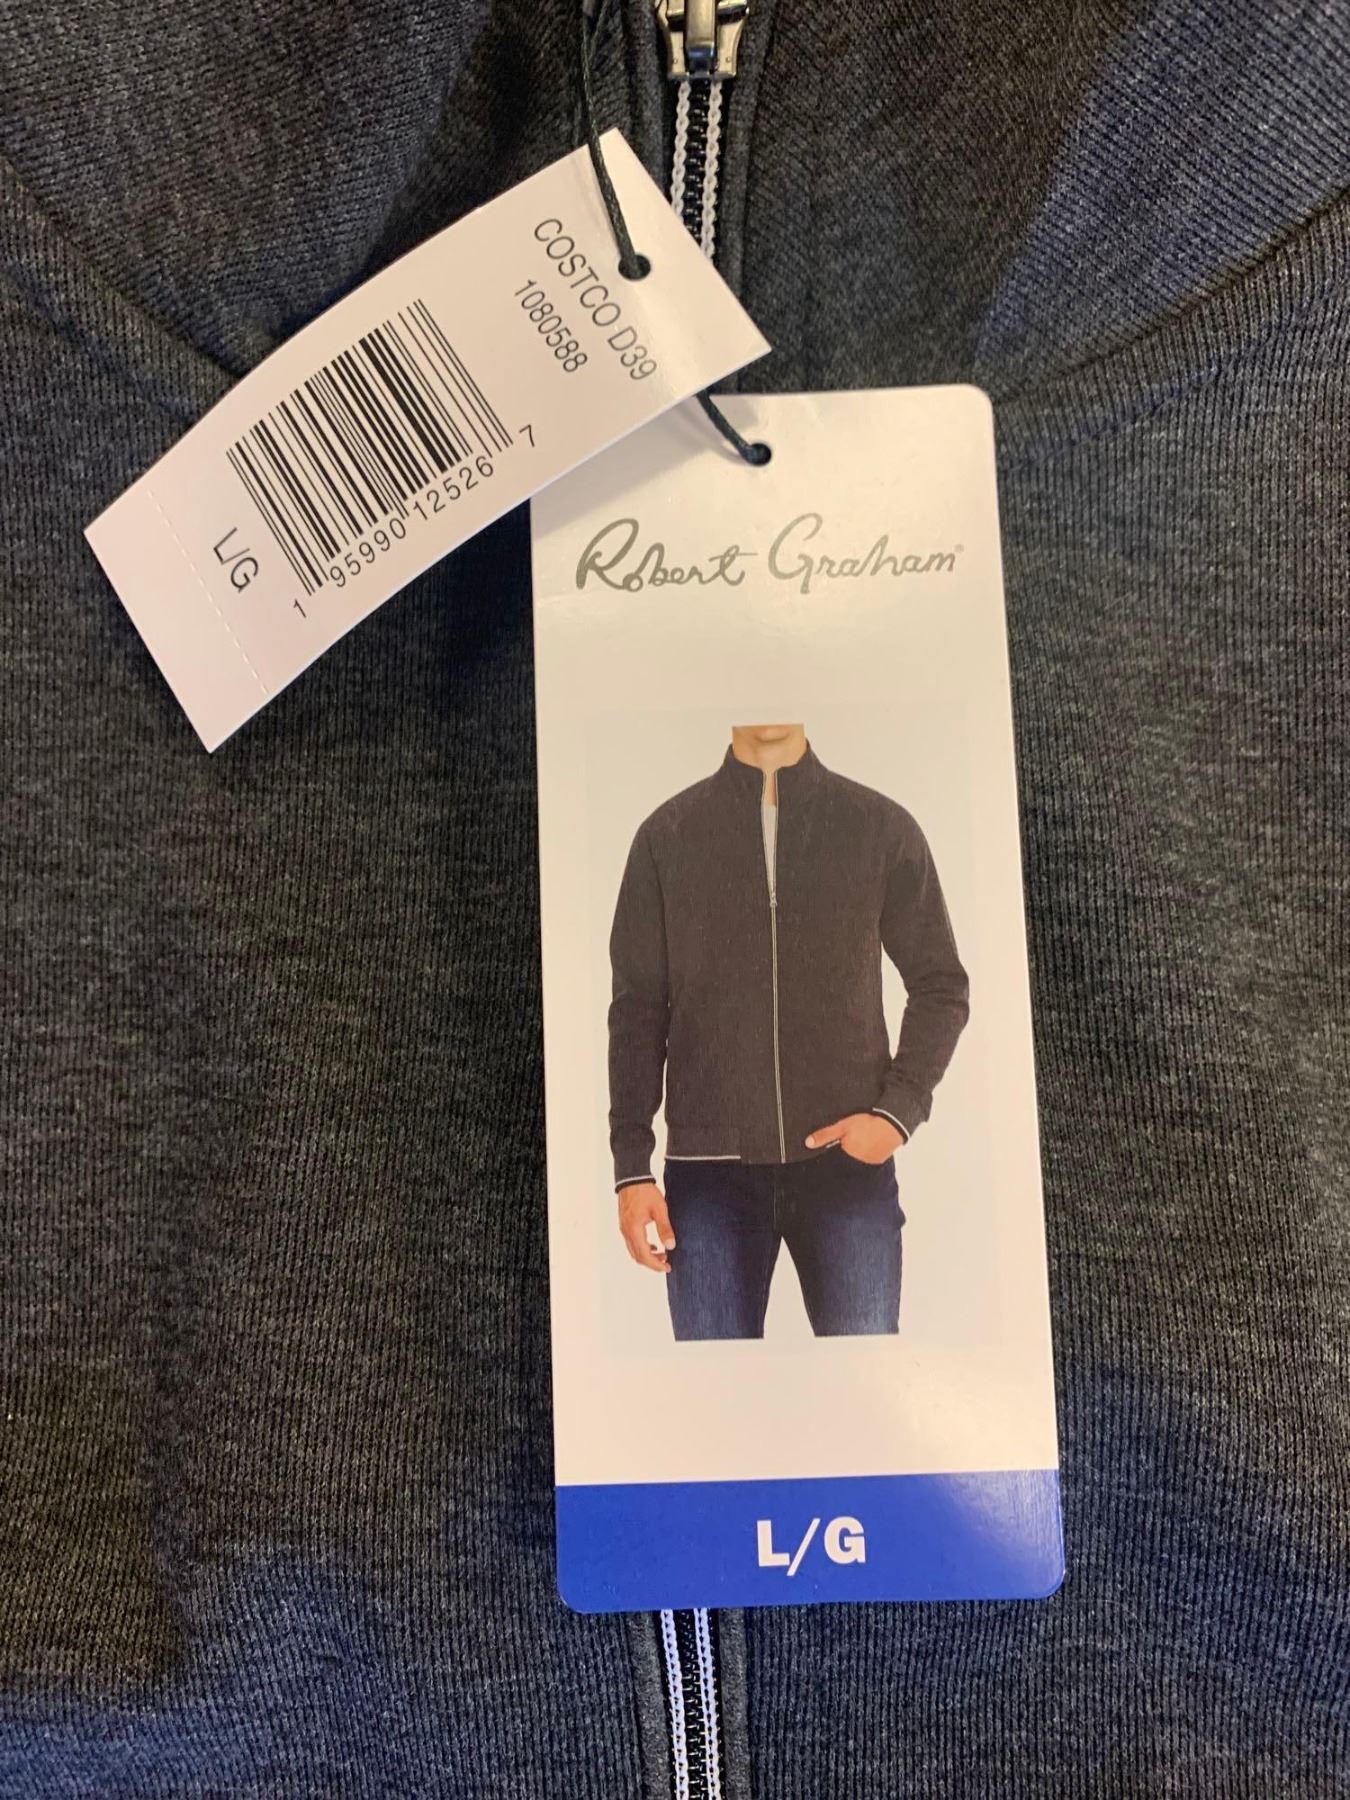 COSTCO D39
1080588
1 95990 12526 7
L/G
Robert Graham®
L/G